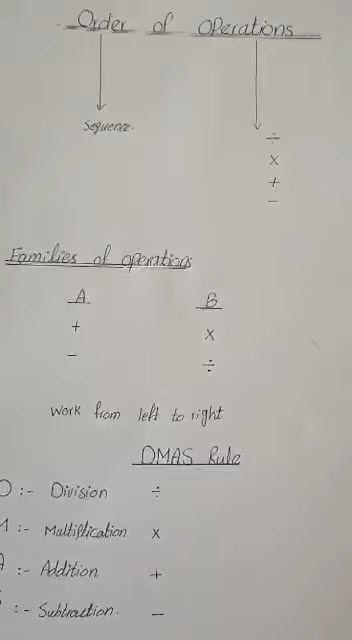 Order of Operations
Sequence.
÷
×
+
−
Families of operations
A B
+ ×
− ÷
work from left to right
DMAS Rule
D :- Division ÷
M :- Multiplication ×
A :- Addition +
:- Subtraction. −